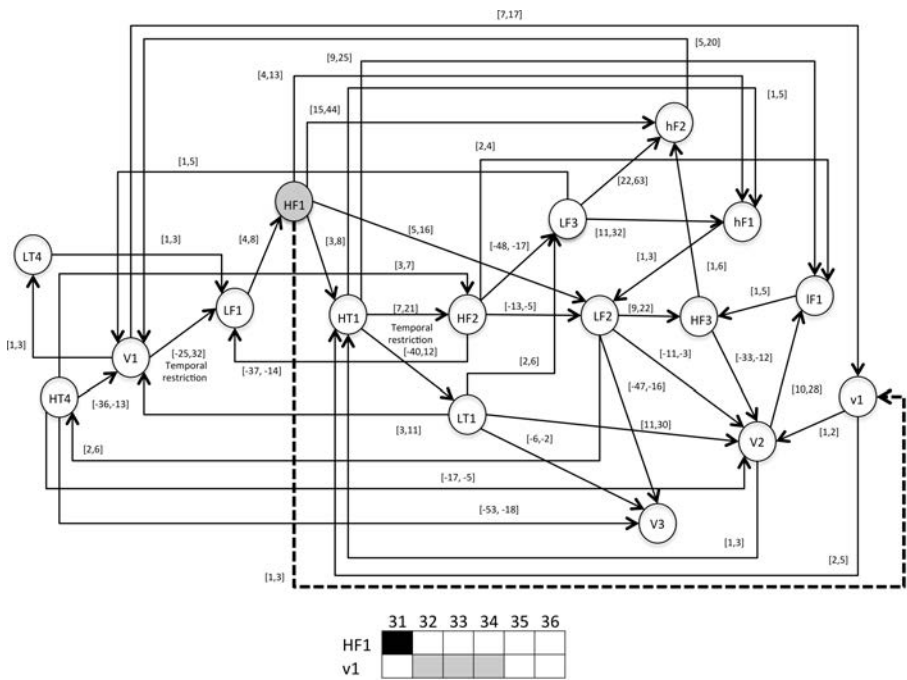 [7,17]
[5,20]
[9,25]
[4,13]
[1,5]
[15,44]
hF2
[2,4]
[1,5]
[22,63]
HF1
LF3
hF1
[5,16]
[11,32]
[4,8]
[-48, -17]
[1,3]
[3,8]
[1,3]
LT4
[3,7]
[1,6]
[1,5]
lF1
LF1
HT1
[7,21]
HF2
[-13,-5]
LF2
[9,22]
HF3
Temporal
restriction
[-25,32]
Temporal
restriction
[-40,12]
[1,3]
V1
[-37, -14]
[2,6]
[-11,-3]
[-33,-12]
[-47,-16]
[10,28]
HT4
[-36,-13]
v1
LT1
[3,11]
[11,30]
[-6,-2]
V2
[1,2]
[2,6]
[-17, -5]
[-53, -18]
V3
[1,3]
[2,5]
[1,3]
31 32 33 34 35 36
HF1
v1